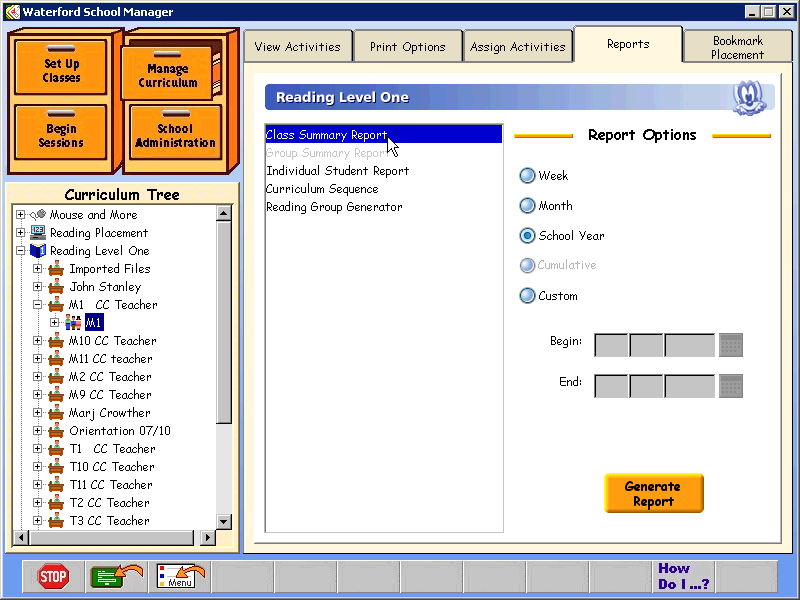 Waterford School Manager
Set Up
Classes
Manage
Curriculum
Begin
Sessions
School
Administration
View Activities
Print Options
Assign Activities
Reports
Bookmark
Placement
Curriculum Tree
Mouse and More
Reading Placement
Reading Level One
Imported Files
John Stanley
M1 CC Teacher
M1
M10 CC Teacher
M11 CC teacher
M2 CC Teacher
M9 CC Teacher
Marj Crowther
Orientation 07/10
T1 CC Teacher
T10 CC Teacher
T11 CC Teacher
T2 CC Teacher
T3 CC Teacher
Reading Level One
Class Summary Report
Group Summary Report
Individual Student Report
Curriculum Sequence
Reading Group Generator
Report Options
Week
Month
School Year
Cumulative
Custom
Begin:
End:
Generate
Report
STOP
Menu
How
Do I ...?